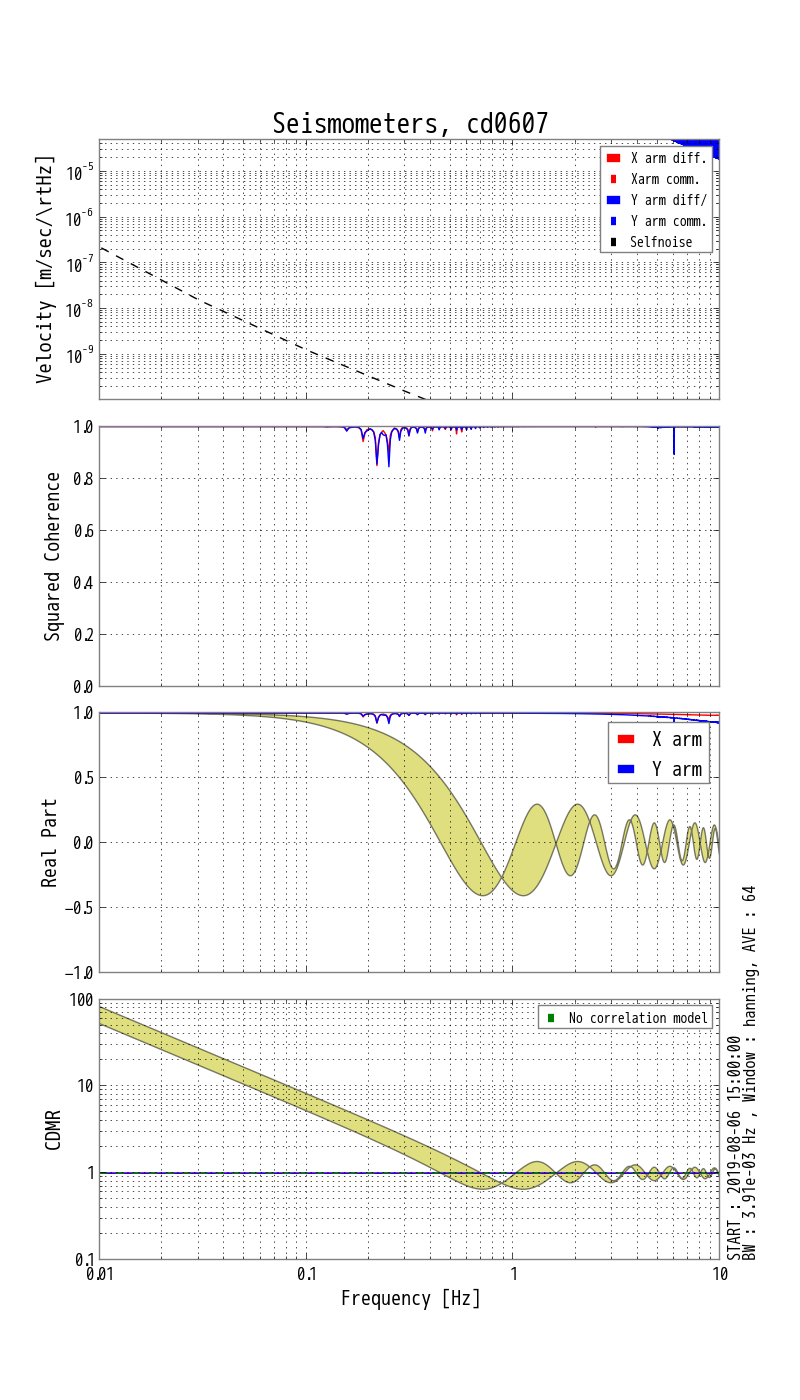 Seismometers, cd0607
Velocity [m/sec/\rtHz]
10^-5
10^-6
10^-7
10^-8
10^-9
X arm diff.
Xarm comm.
Y arm diff/
Y arm comm.
Selfnoise
Squared Coherence
1.0
0.8
0.6
0.4
0.2
0.0
Real Part
1.0
0.5
0.0
−0.5
−1.0
X arm
Y arm
CDMR
100
10
1
0.1
No correlation model
0.01 0.1 1 10
Frequency [Hz]
START : 2019-08-06 15:00:00
BW : 3.91e-03 Hz , Window : hanning, AVE : 64